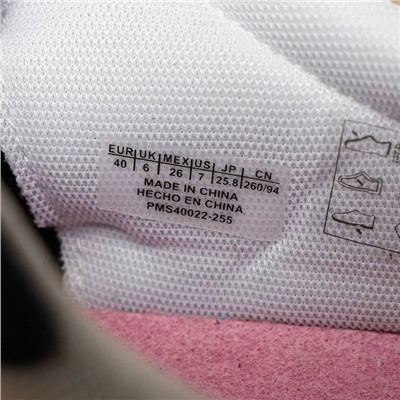 EUR UK MEX US JP CN
40 6 26 7 25.8 260/94
MADE IN CHINA
HECHO EN CHINA
PMS40022-255